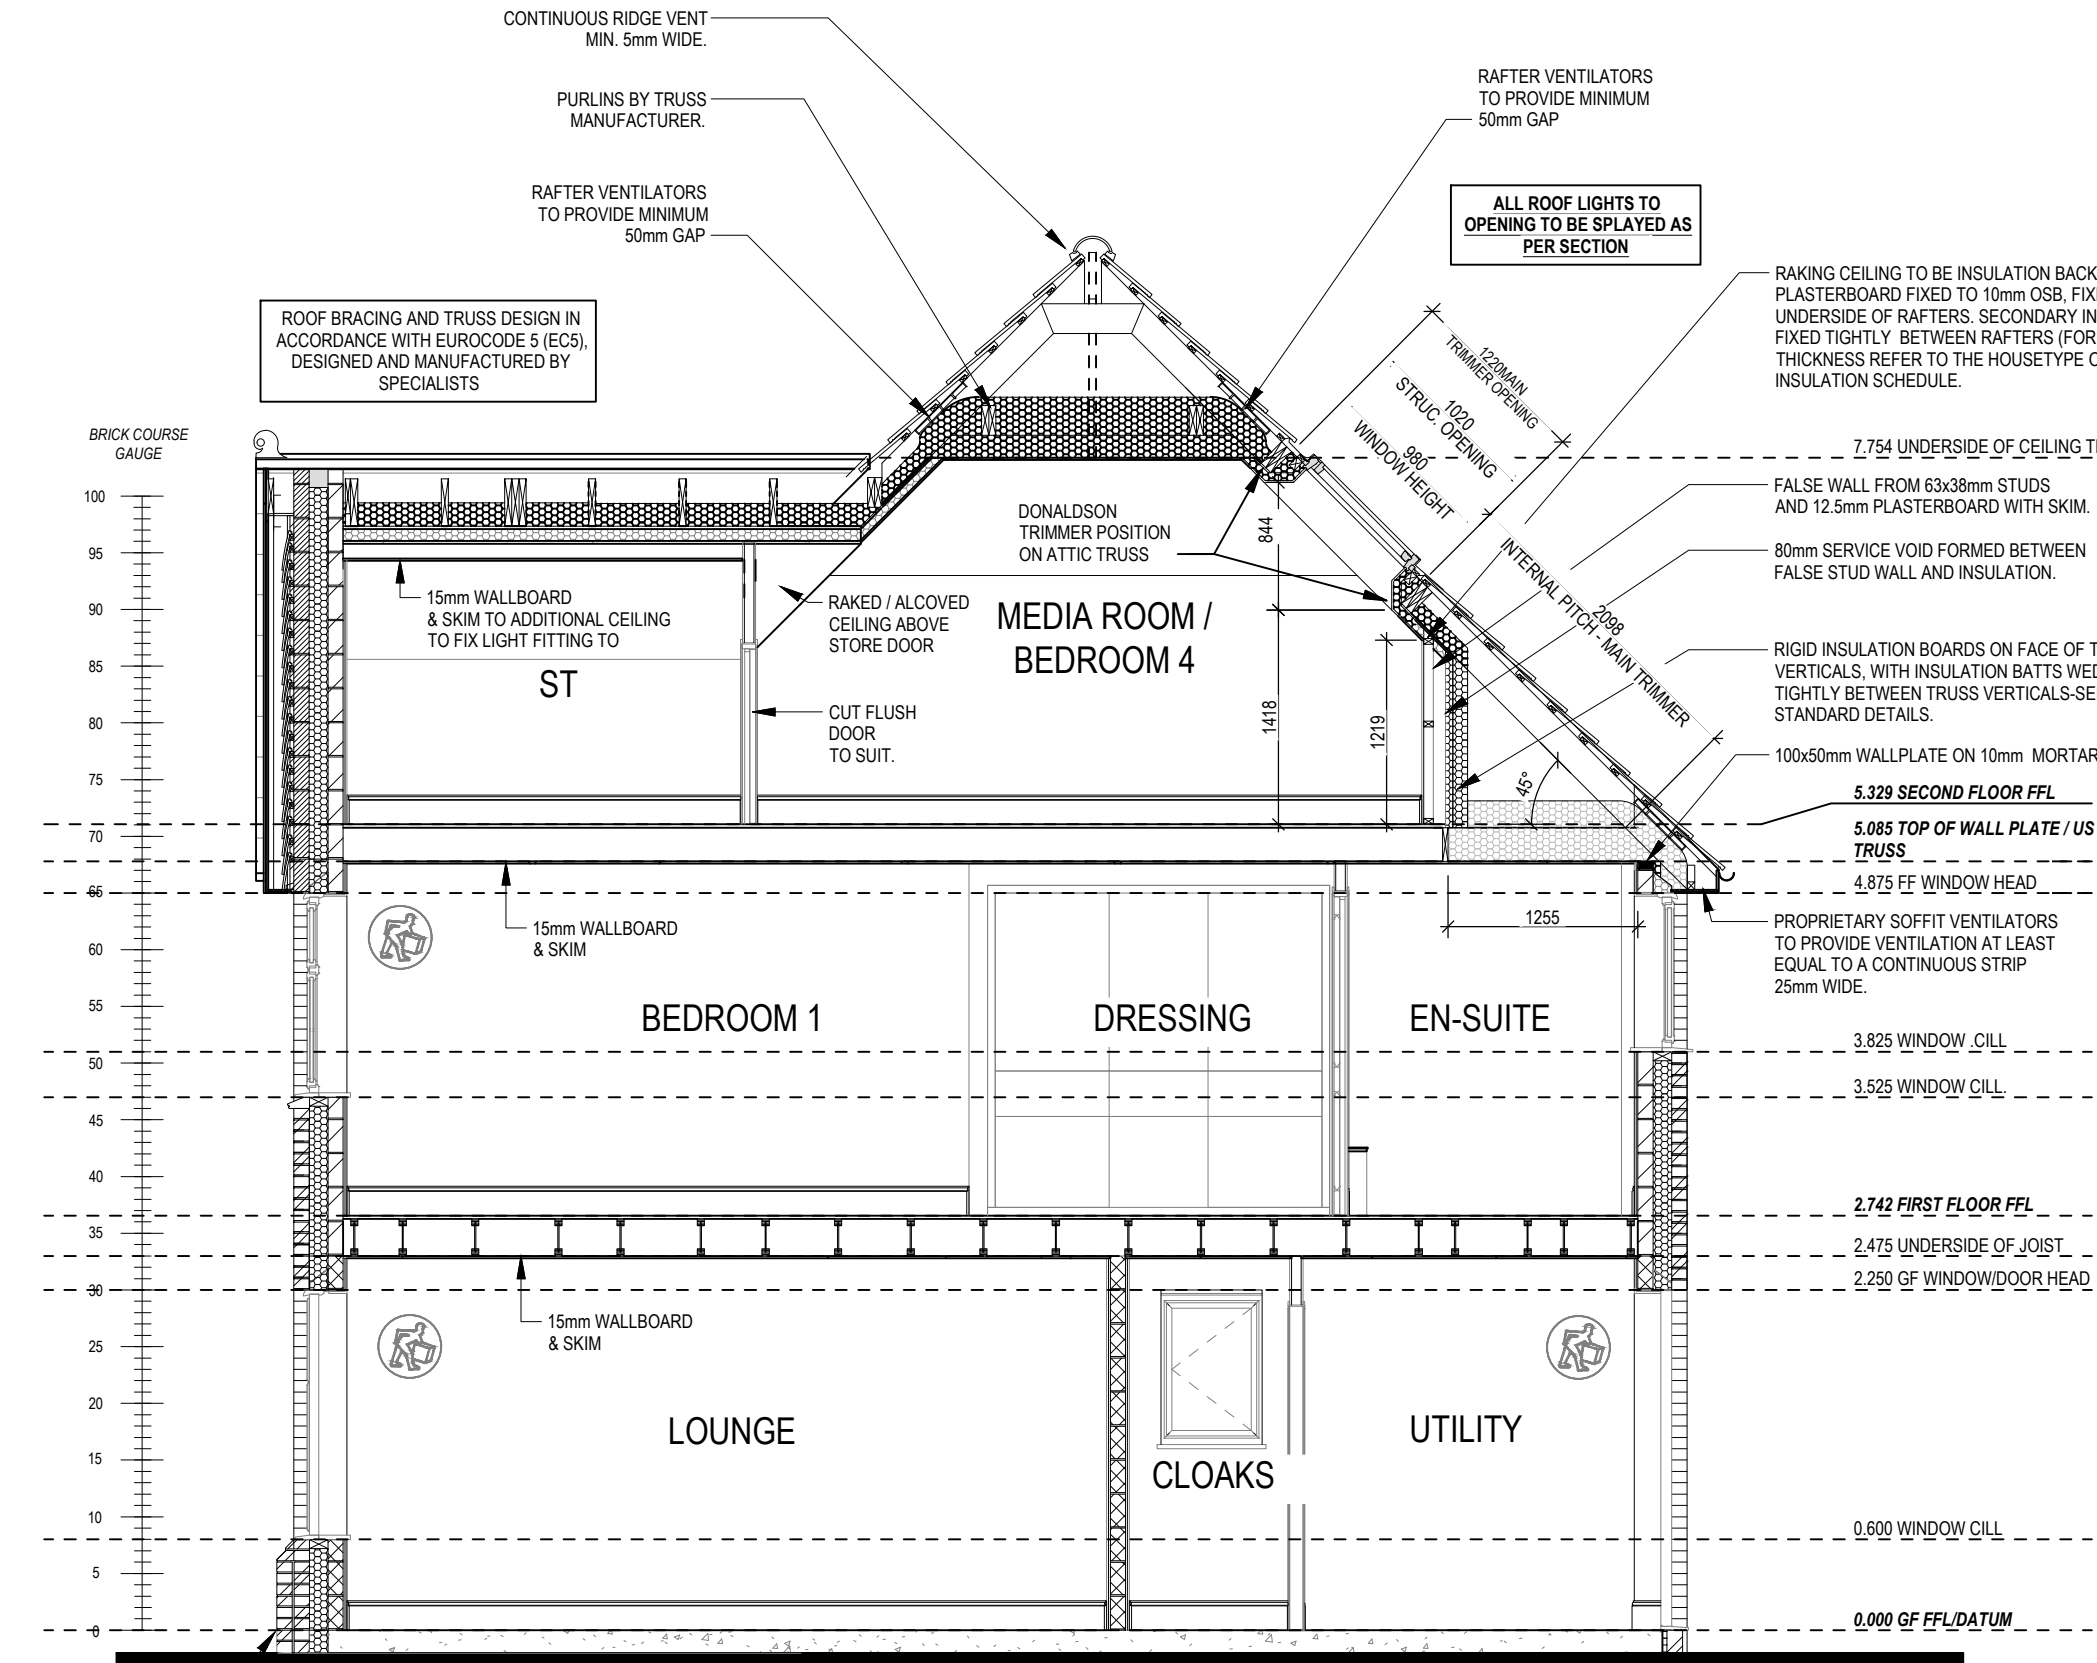 CONTINUOUS RIDGE VENT
MIN. 5mm WIDE.
PURLINS BY TRUSS
MANUFACTURER.
RAFTER VENTILATORS
TO PROVIDE MINIMUM
50mm GAP
RAFTER VENTILATORS
TO PROVIDE MINIMUM
50mm GAP
ALL ROOF LIGHTS TO
OPENING TO BE SPLAYED AS
PER SECTION
ROOF BRACING AND TRUSS DESIGN IN
ACCORDANCE WITH EUROCODE 5 (EC5),
DESIGNED AND MANUFACTURED BY
SPECIALISTS
RAKING CEILING TO BE INSULATION BACK
PLASTERBOARD FIXED TO 10mm OSB, FIX
UNDERSIDE OF RAFTERS. SECONDARY IN
FIXED TIGHTLY BETWEEN RAFTERS (FOR
THICKNESS REFER TO THE HOUSETYPE
INSULATION SCHEDULE.
1220MAIN
TRIMMER OPENING
1020
STRUC. OPENING
980
WINDOW HEIGHT
2098
INTERNAL PITCH - MAIN TRIMMER
BRICK COURSE
GAUGE
7.754 UNDERSIDE OF CEILING
FALSE WALL FROM 63x38mm STUDS
AND 12.5mm PLASTERBOARD WITH SKIM.
80mm SERVICE VOID FORMED BETWEEN
FALSE STUD WALL AND INSULATION.
RIGID INSULATION BOARDS ON FACE OF T
VERTICALS, WITH INSULATION BATTS WED
TIGHTLY BETWEEN TRUSS VERTICALS-SE
STANDARD DETAILS.
100x50mm WALLPLATE ON 10mm MORTAR
5.329 SECOND FLOOR FFL
5.085 TOP OF WALL PLATE / US
TRUSS
4.875 FF WINDOW HEAD
PROPRIETARY SOFFIT VENTILATORS
TO PROVIDE VENTILATION AT LEAST
EQUAL TO A CONTINUOUS STRIP
25mm WIDE.
3.825 WINDOW .CILL
3.525 WINDOW CILL.
2.742 FIRST FLOOR FFL
2.475 UNDERSIDE OF JOIST
2.250 GF WINDOW/DOOR HEAD
0.600 WINDOW CILL
0.000 GF FFL/DATUM
100
95
90
85
80
75
70
65
60
55
50
45
40
35
30
25
20
15
10
5
0
DONALDSON
TRIMMER POSITION
ON ATTIC TRUSS
844
15mm WALLBOARD
& SKIM TO ADDITIONAL CEILING
TO FIX LIGHT FITTING TO
ST
RAKED / ALCOVED
CEILING ABOVE
STORE DOOR
MEDIA ROOM /
BEDROOM 4
CUT FLUSH
DOOR
TO SUIT.
1418
1219
45°
15mm WALLBOARD
& SKIM
1255
BEDROOM 1
DRESSING
EN-SUITE
15mm WALLBOARD
& SKIM
LOUNGE
CLOAKS
UTILITY